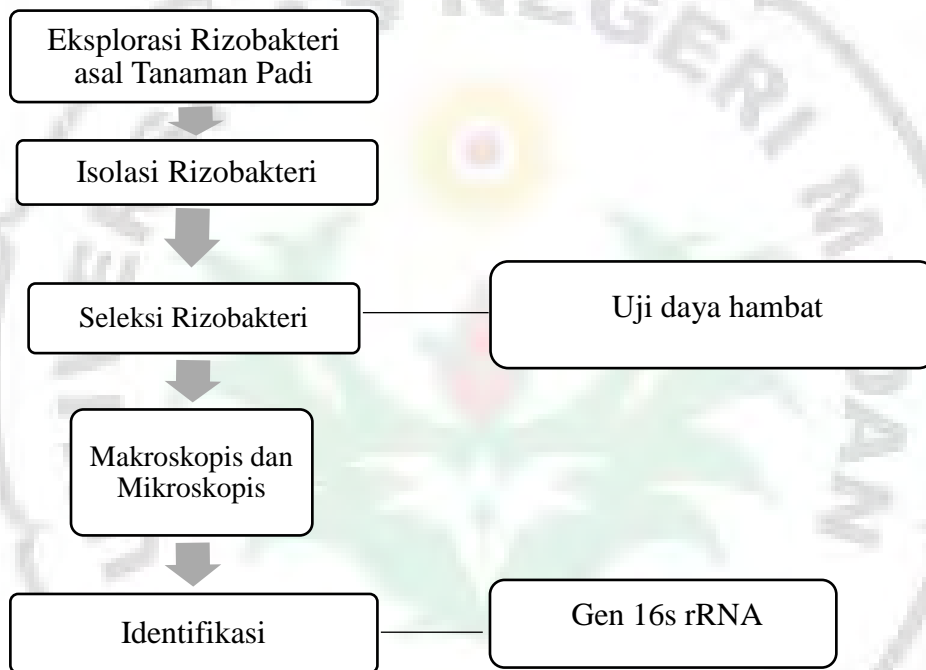 Eksplorasi Rizobakteri
asal Tanaman Padi
Isolasi Rizobakteri
Seleksi Rizobakteri
Uji daya hambat
Makroskopis dan
Mikroskopis
Identifikasi
Gen 16s rRNA